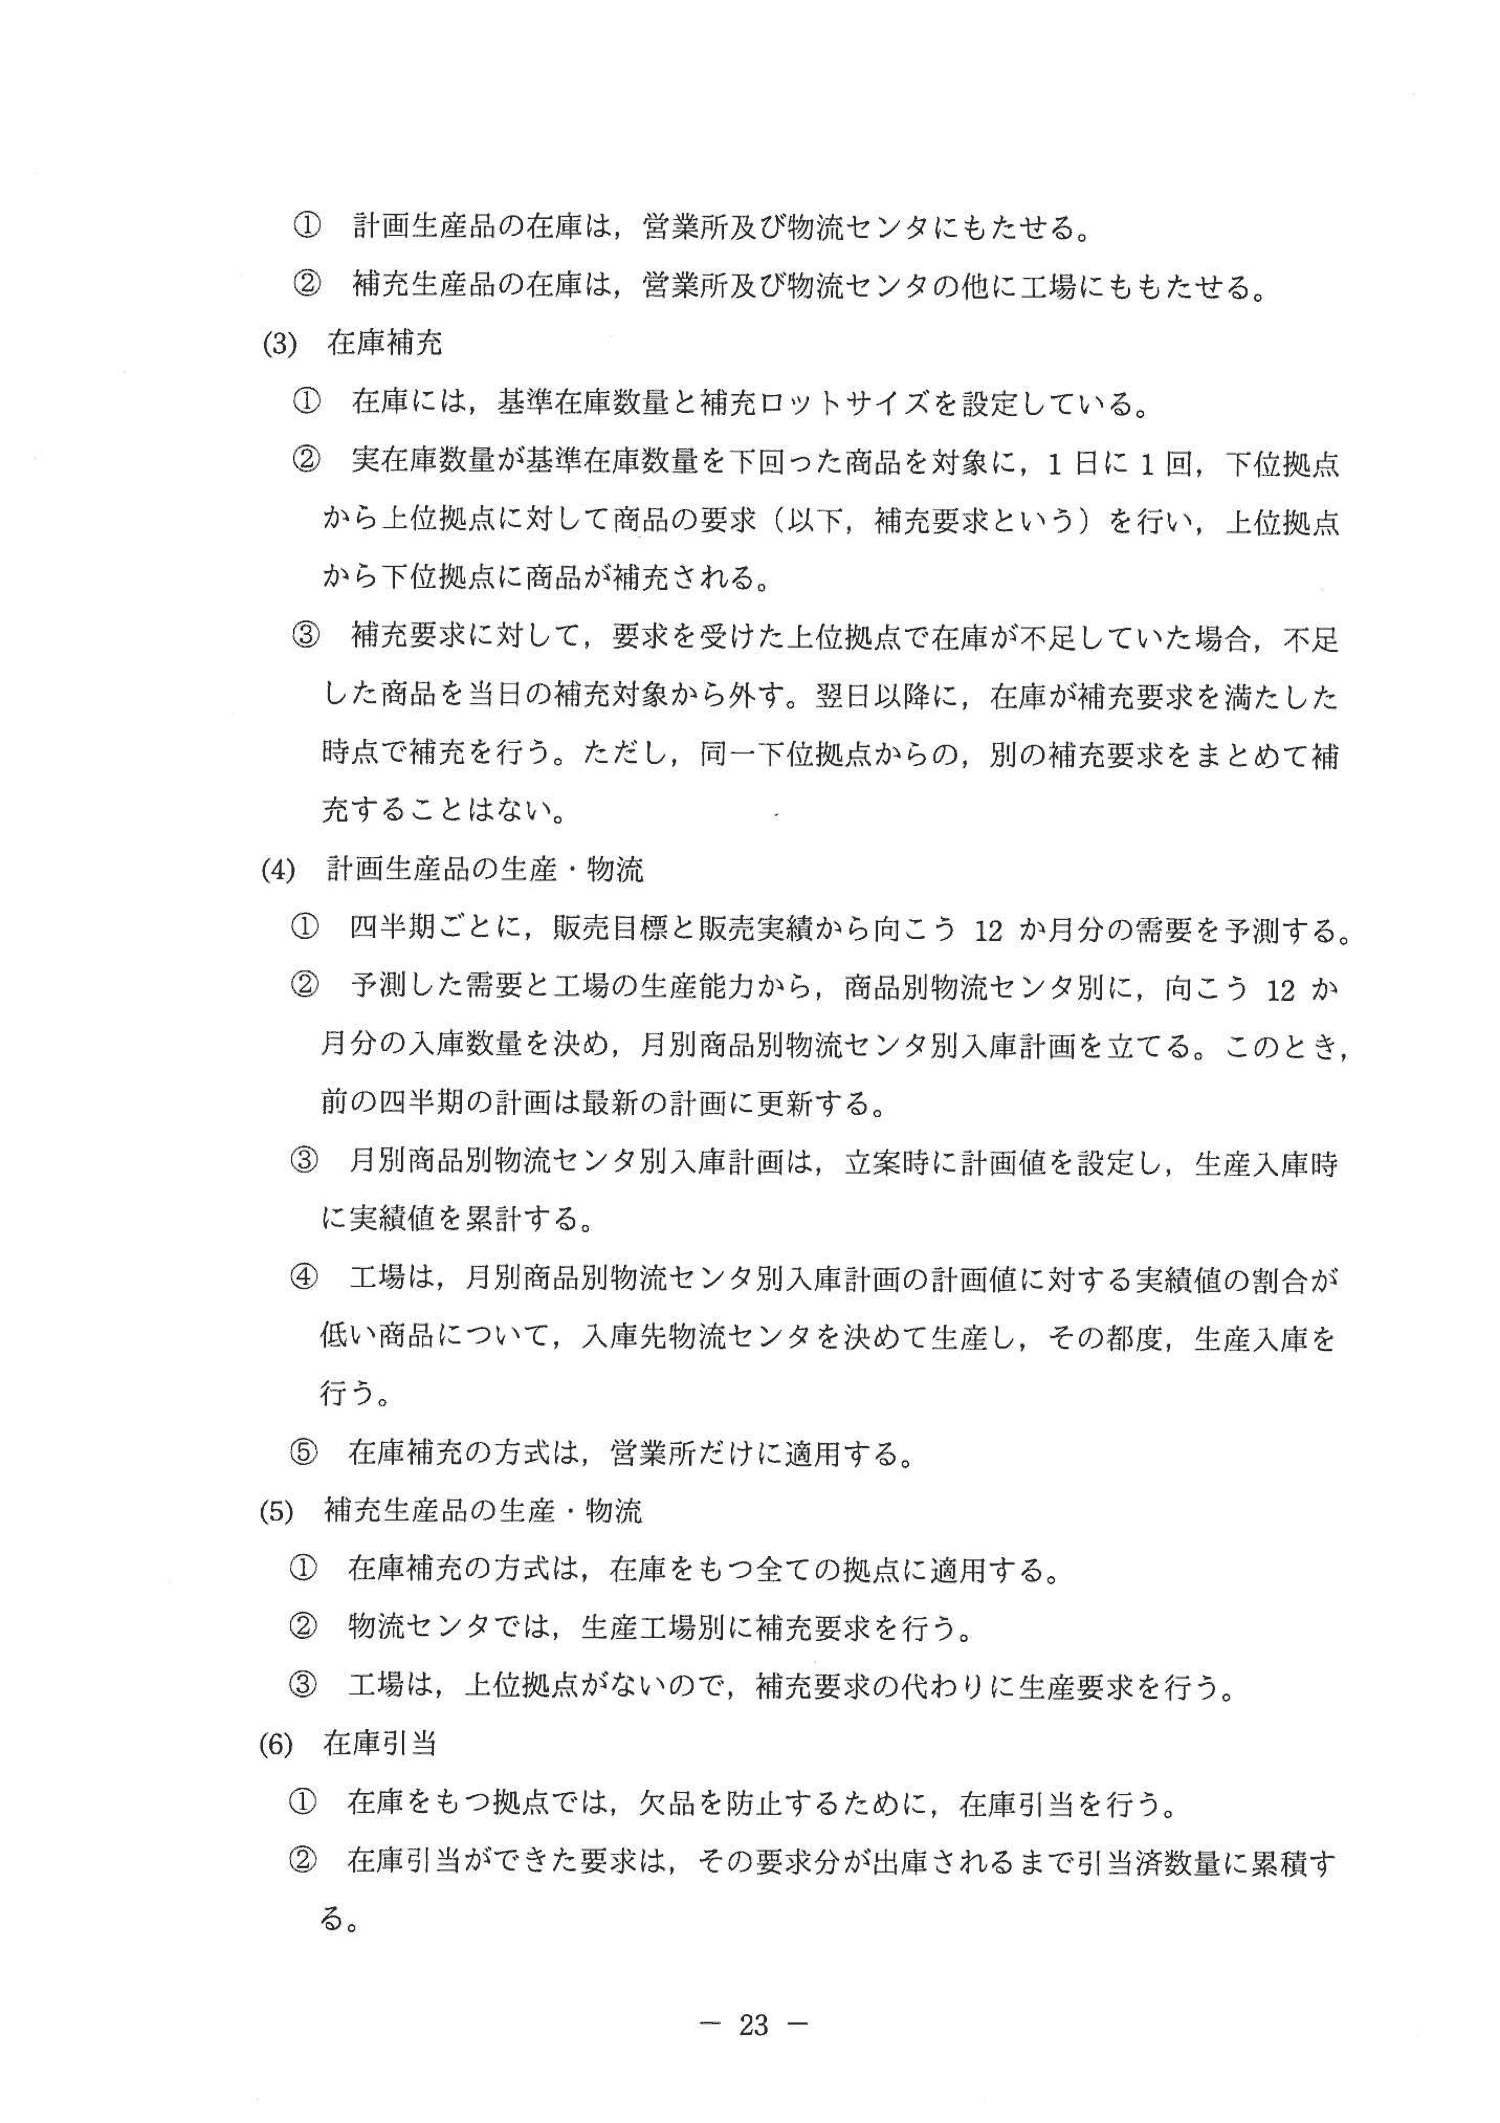 ① 計画生産品の在庫は，営業所及び物流センタにもたせる。
② 補充生産品の在庫は，営業所及び物流センタの他に工場にももたせる。
(3) 在庫補充
① 在庫には，基準在庫数量と補充ロットサイズを設定している。
② 実在庫数量が基準在庫数量を下回った商品を対象に，1 日に 1 回，下位拠点
から上位拠点に対して商品の要求（以下，補充要求という）を行い，上位拠点
から下位拠点に商品が補充される。
③ 補充要求に対して，要求を受けた上位拠点で在庫が不足していた場合，不足
した商品を当日の補充対象から外す。翌日以降に，在庫が補充要求を満たした
時点で補充を行う。ただし，同一下位拠点からの，別の補充要求をまとめて補
充することはない。
(4) 計画生産品の生産・物流
① 四半期ごとに，販売目標と販売実績から向こう 12 か月分の需要を予測する。
② 予測した需要と工場の生産能力から，商品別物流センタ別に，向こう 12 か
月分の入庫数量を決め，月別商品別物流センタ別入庫計画を立てる。このとき，
前の四半期の計画は最新の計画に更新する。
③ 月別商品別物流センタ別入庫計画は，立案時に計画値を設定し，生産入庫時
に実績値を累計する。
④ 工場は，月別商品別物流センタ別入庫計画の計画値に対する実績値の割合が
低い商品について，入庫先物流センタを決めて生産し，その都度，生産入庫を
行う。
⑤ 在庫補充の方式は，営業所だけに適用する。
(5) 補充生産品の生産・物流
① 在庫補充の方式は，在庫をもつ全ての拠点に適用する。
② 物流センタでは，生産工場別に補充要求を行う。
③ 工場は，上位拠点がないので，補充要求の代わりに生産要求を行う。
(6) 在庫引当
① 在庫をもつ拠点では，欠品を防止するために，在庫引当を行う。
② 在庫引当ができた要求は，その要求分が出庫されるまで引当済数量に累積す
る。
－ 23 －